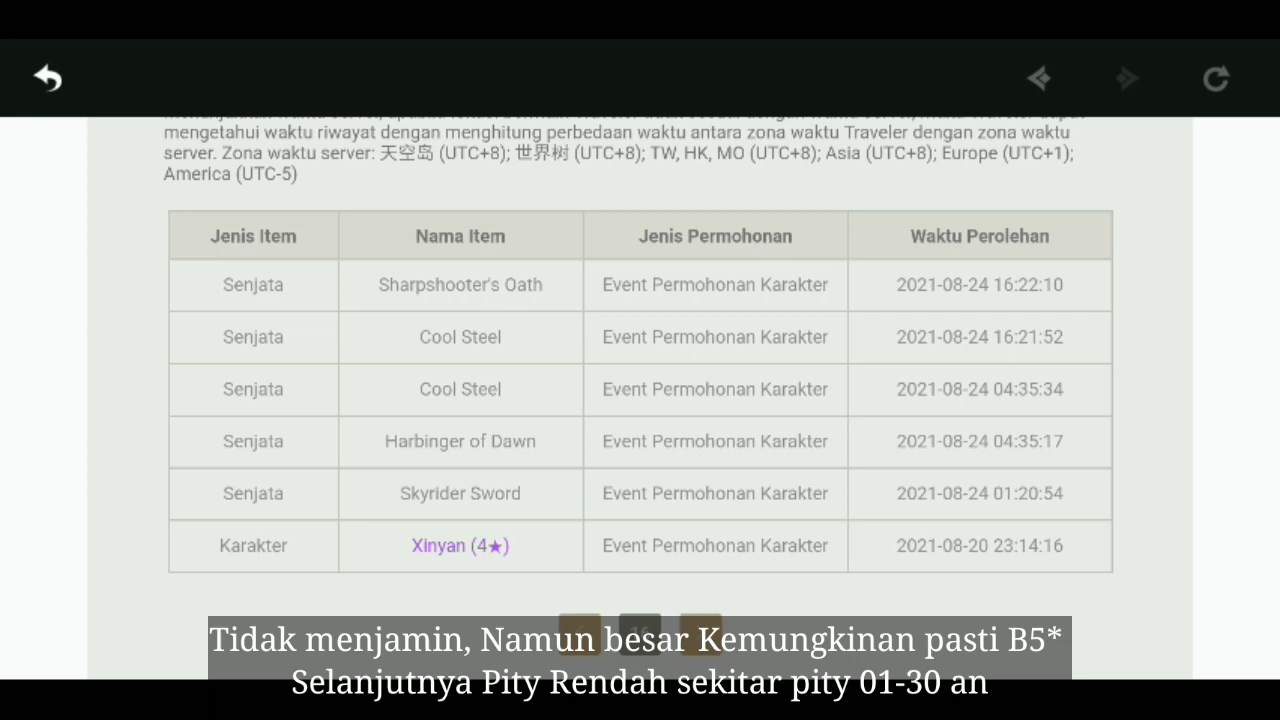 mengetahui waktu riwayat dengan menghitung perbedaan waktu antara zona waktu Traveler dengan zona waktu
server. Zona waktu server: 天空岛 (UTC+8); 世界树 (UTC+8); TW, HK, MO (UTC+8); Asia (UTC+8); Europe (UTC+1);
America (UTC-5)
Jenis Item Nama Item Jenis Permohonan Waktu Perolehan
Senjata Sharpshooter's Oath Event Permohonan Karakter 2021-08-24 16:22:10
Senjata Cool Steel Event Permohonan Karakter 2021-08-24 16:21:52
Senjata Cool Steel Event Permohonan Karakter 2021-08-24 04:35:34
Senjata Harbinger of Dawn Event Permohonan Karakter 2021-08-24 04:35:17
Senjata Skyrider Sword Event Permohonan Karakter 2021-08-24 01:20:54
Karakter Xinyan (4★) Event Permohonan Karakter 2021-08-20 23:14:16
Tidak menjamin, Namun besar Kemungkinan pasti B5*
Selanjutnya Pity Rendah sekitar pity 01-30 an